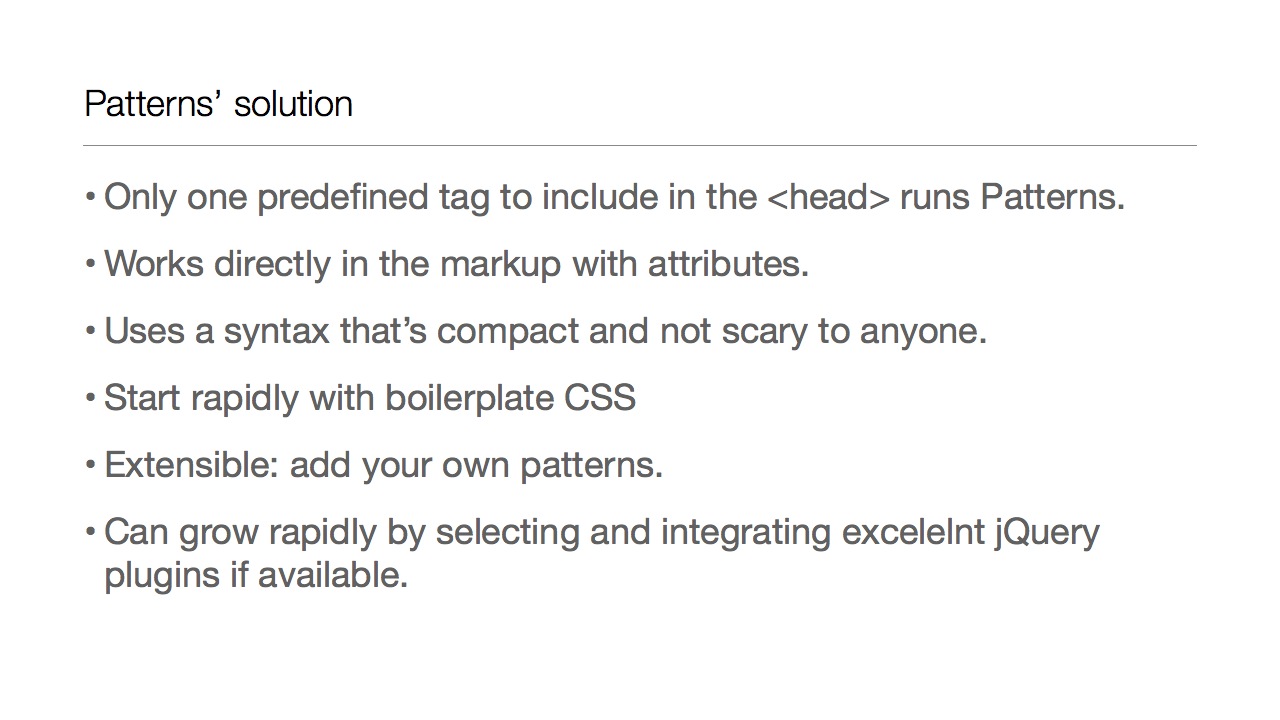 Patterns’ solution
• Only one predefined tag to include in the <head> runs Patterns.
• Works directly in the markup with attributes.
• Uses a syntax that’s compact and not scary to anyone.
• Start rapidly with boilerplate CSS
• Extensible: add your own patterns.
• Can grow rapidly by selecting and integrating excelelnt jQuery
plugins if available.